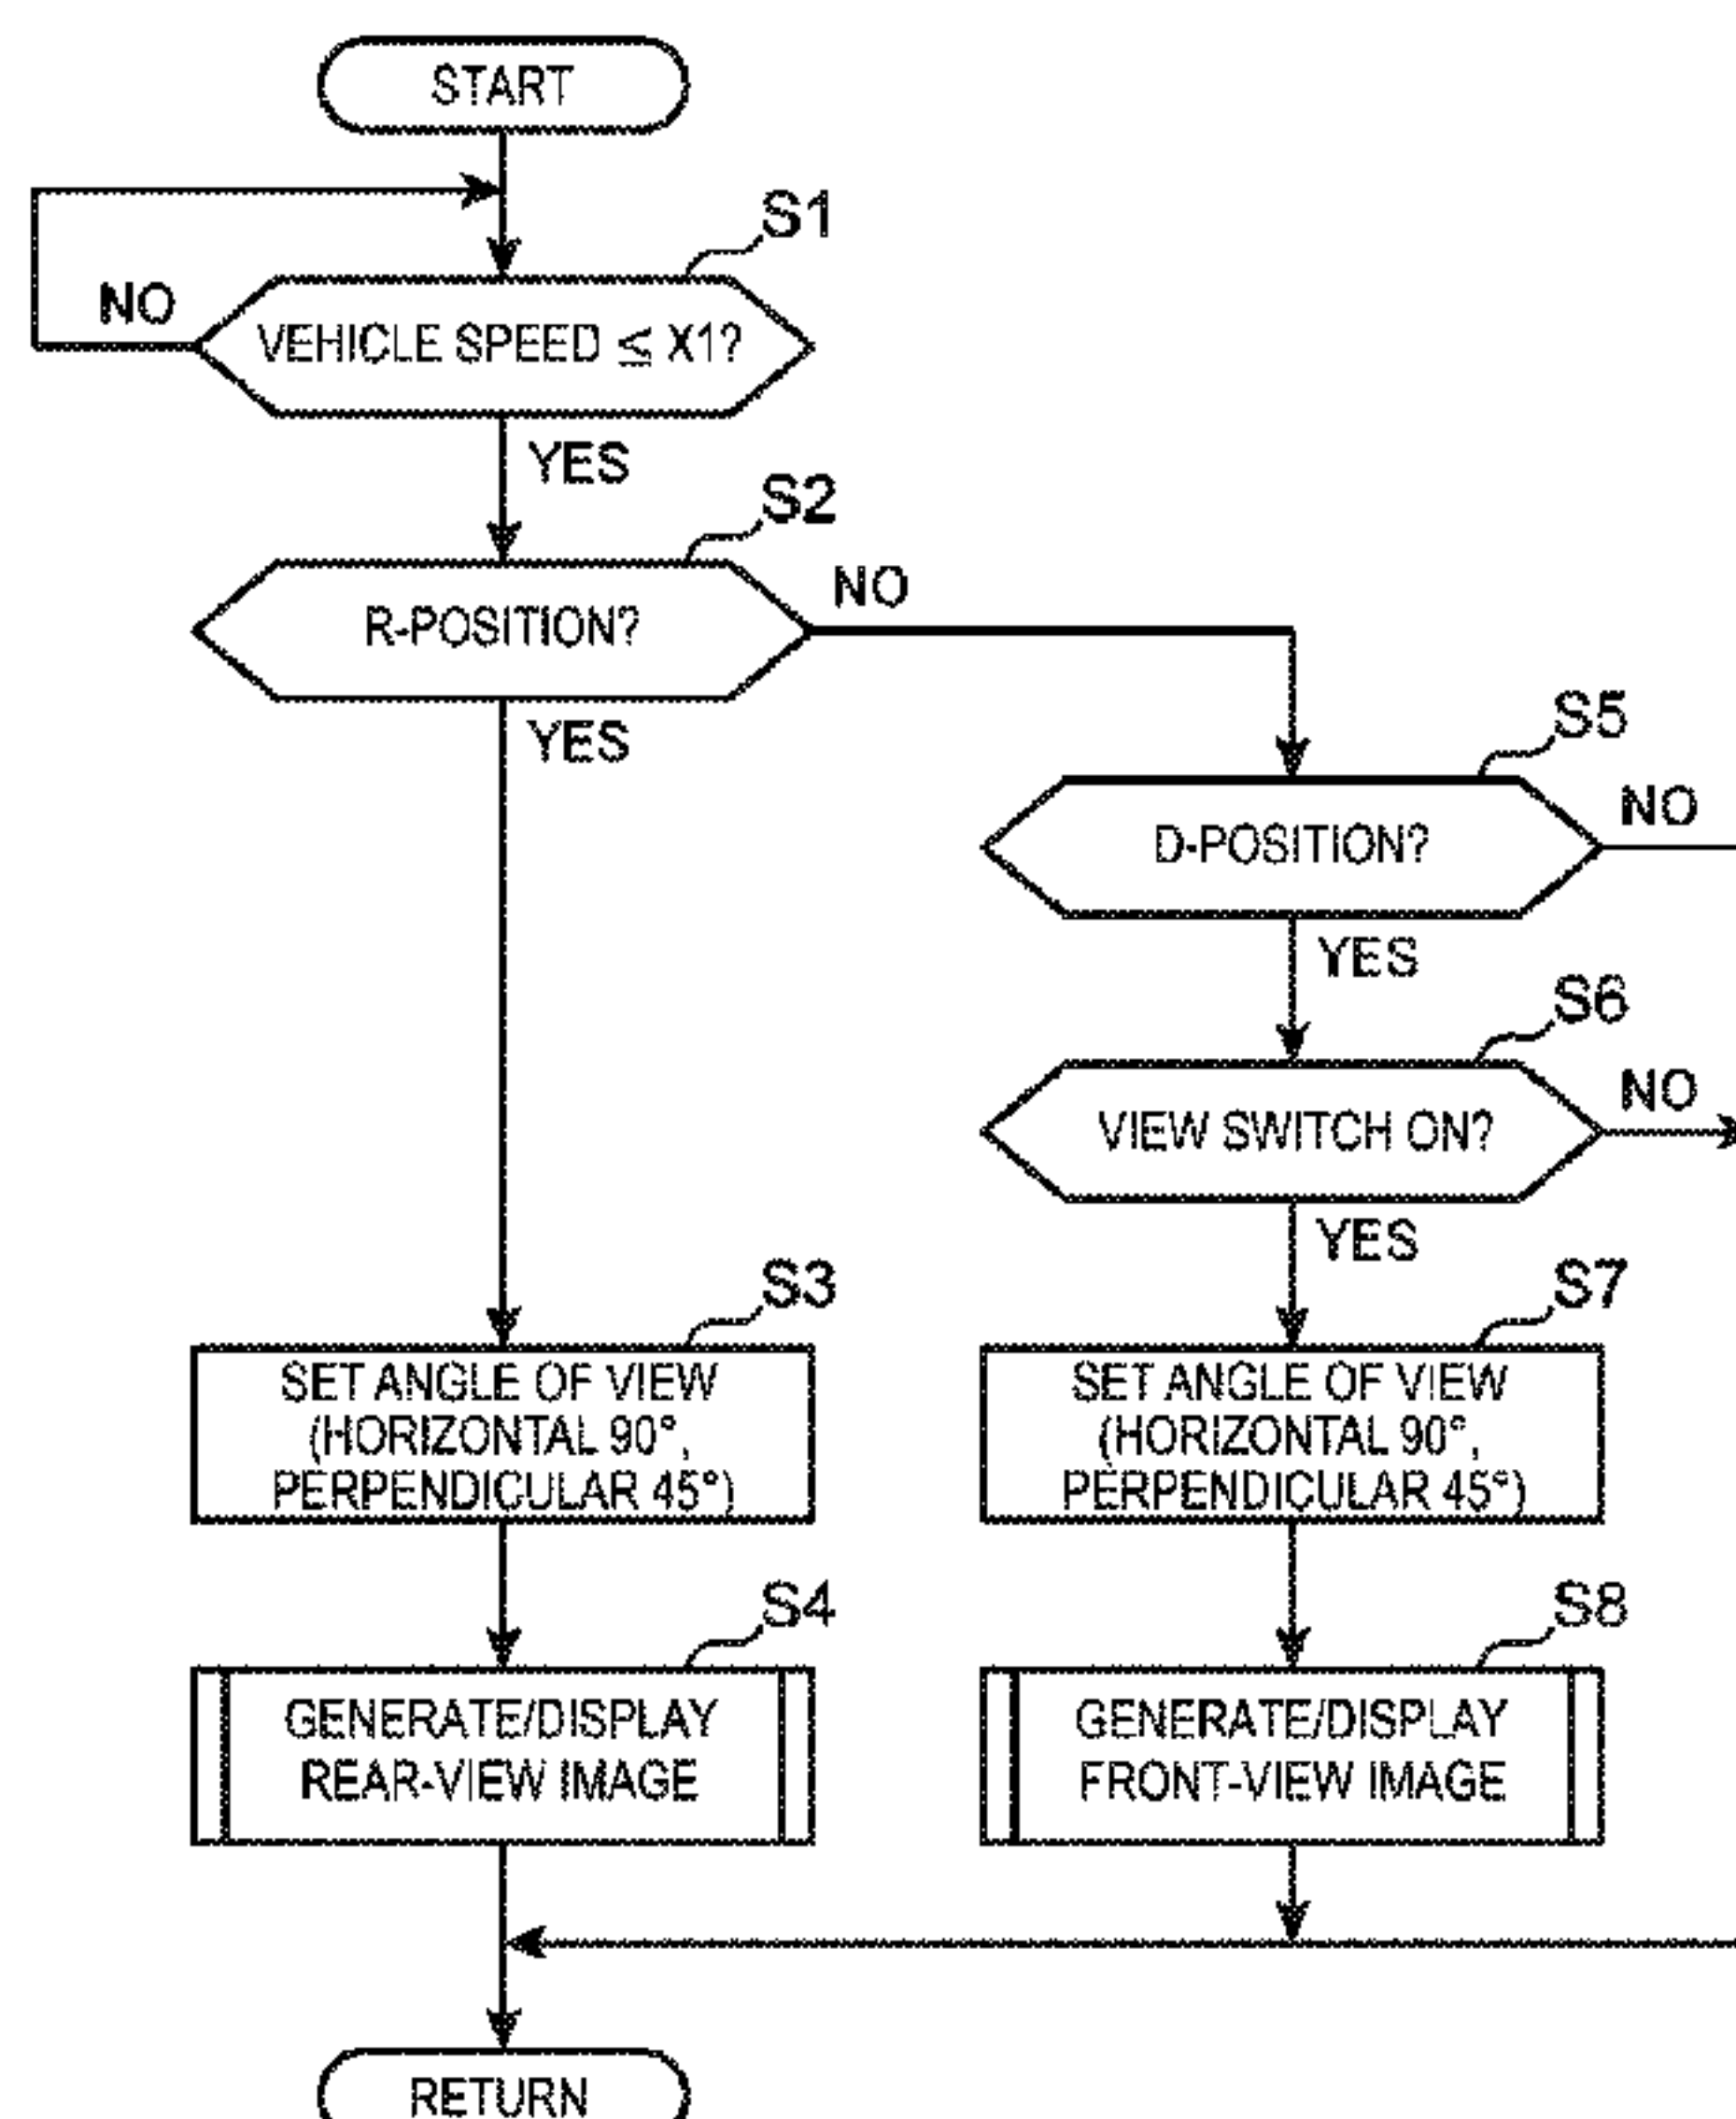 START
S1
NO
VEHICLE SPEED ≤ X1?
YES
S2
R-POSITION?
NO
YES
S5
D-POSITION?
NO
YES
S6
VIEW SWITCH ON?
NO
YES
S3
SET ANGLE OF VIEW
(HORIZONTAL 90°,
PERPENDICULAR 45°)
S7
SET ANGLE OF VIEW
(HORIZONTAL 90°,
PERPENDICULAR 45°)
S4
GENERATE/DISPLAY
REAR-VIEW IMAGE
S8
GENERATE/DISPLAY
FRONT-VIEW IMAGE
RETURN